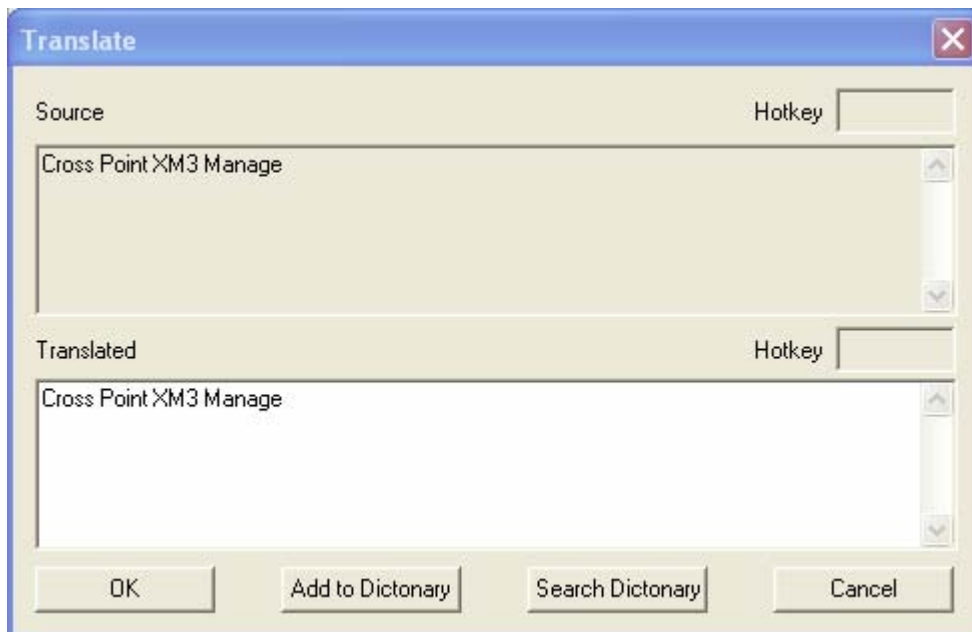 Translate
Source Hotkey
Cross Point XM3 Manage
Translated Hotkey
Cross Point XM3 Manage
OK Add to Dictonary Search Dictonary Cancel